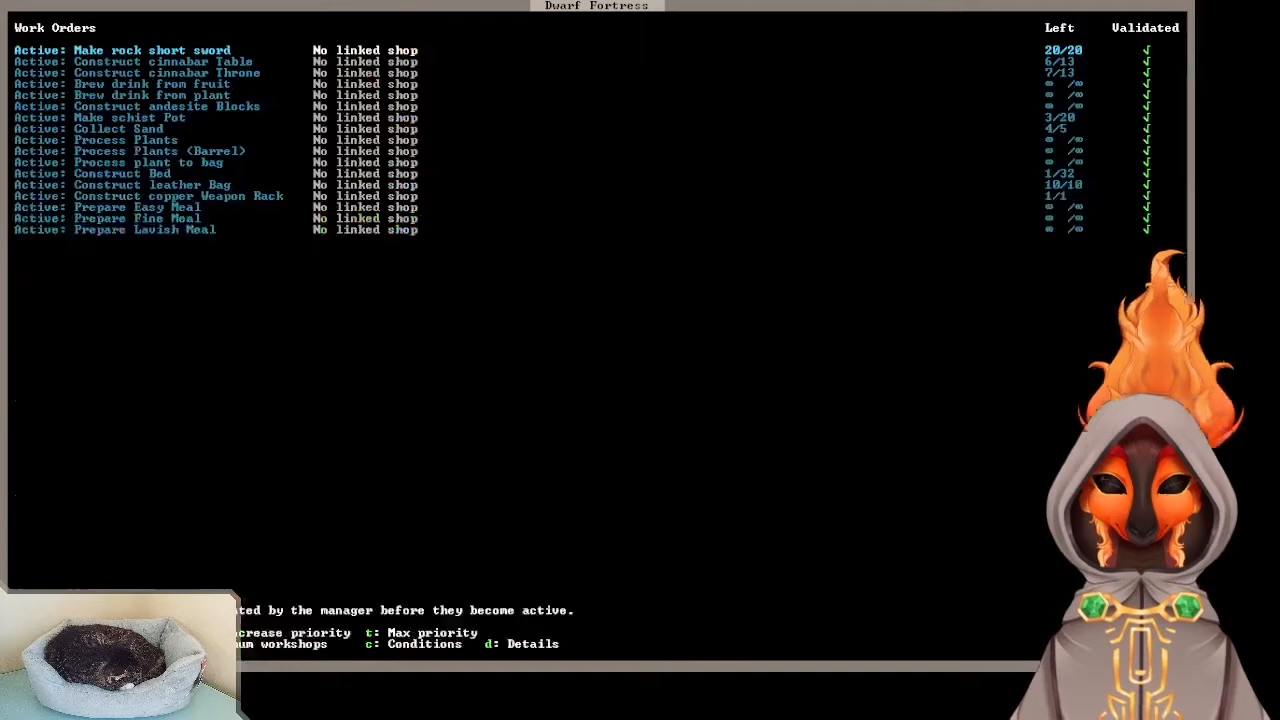 Dwarf Fortress
Work Orders Left Validated
Active: Make rock short sword No linked shop 20/20 √
Active: Construct cinnabar Table No linked shop 6/13 √
Active: Construct cinnabar Throne No linked shop 7/13 √
Active: Brew drink from fruit No linked shop ∞ /∞ √
Active: Brew drink from plant No linked shop ∞ /∞ √
Active: Construct andesite Blocks No linked shop ∞ /∞ √
Active: Make schist Pot No linked shop 3/20 √
Active: Collect Sand No linked shop 4/5 √
Active: Process Plants No linked shop ∞ /∞ √
Active: Process Plants (Barrel) No linked shop ∞ /∞ √
Active: Process plant to bag No linked shop ∞ /∞ √
Active: Construct Bed No linked shop 1/32 √
Active: Construct leather Bag No linked shop 10/10 √
Active: Construct copper Weapon Rack No linked shop 1/1 √
Active: Prepare Easy Meal No linked shop ∞ /∞ √
Active: Prepare Fine Meal No linked shop ∞ /∞ √
Active: Prepare Lavish Meal No linked shop ∞ /∞ √
ted by the manager before they become active.
crease priority t: Max priority
um workshops c: Conditions d: Details